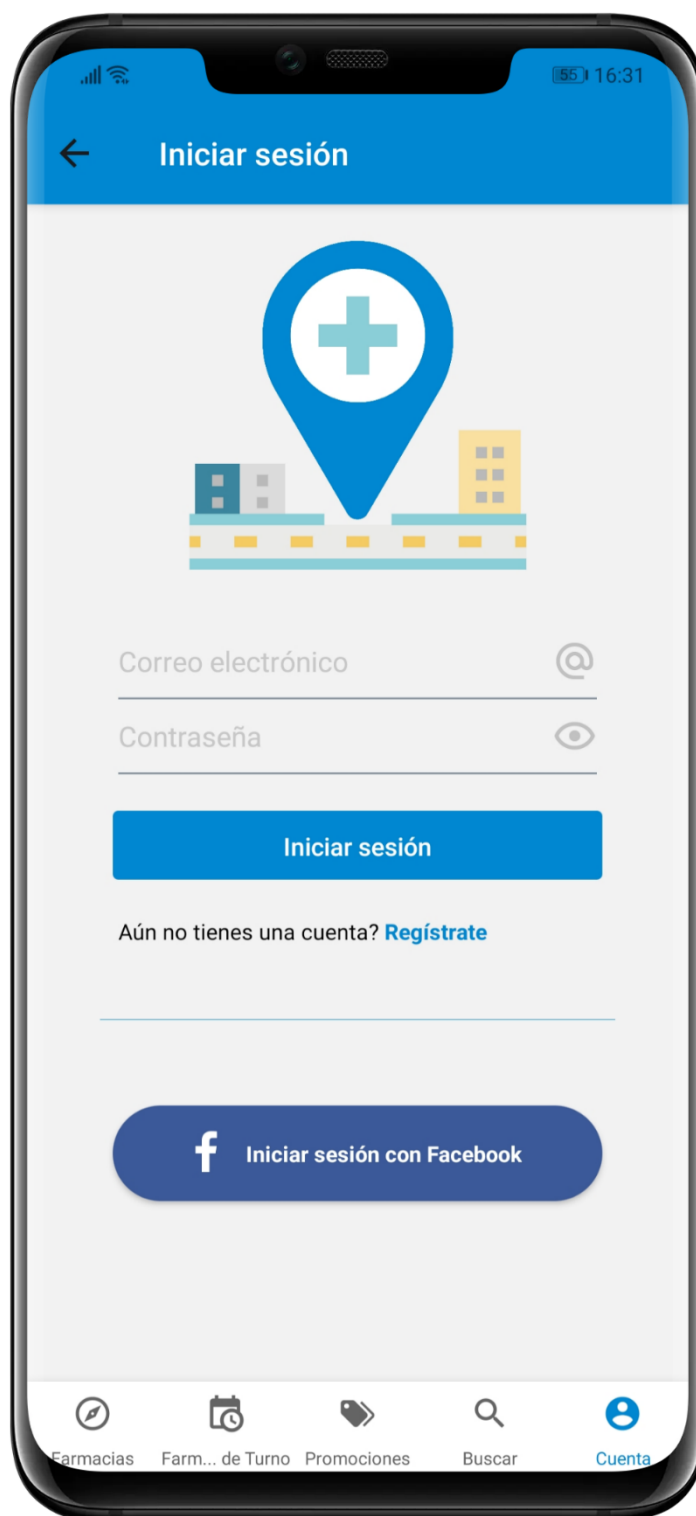 55 16:31
Iniciar sesión
Correo electrónico
Contraseña
Iniciar sesión
Aún no tienes una cuenta? Regístrate
Iniciar sesión con Facebook
Farmacias Farm... de Turno Promociones Buscar Cuenta